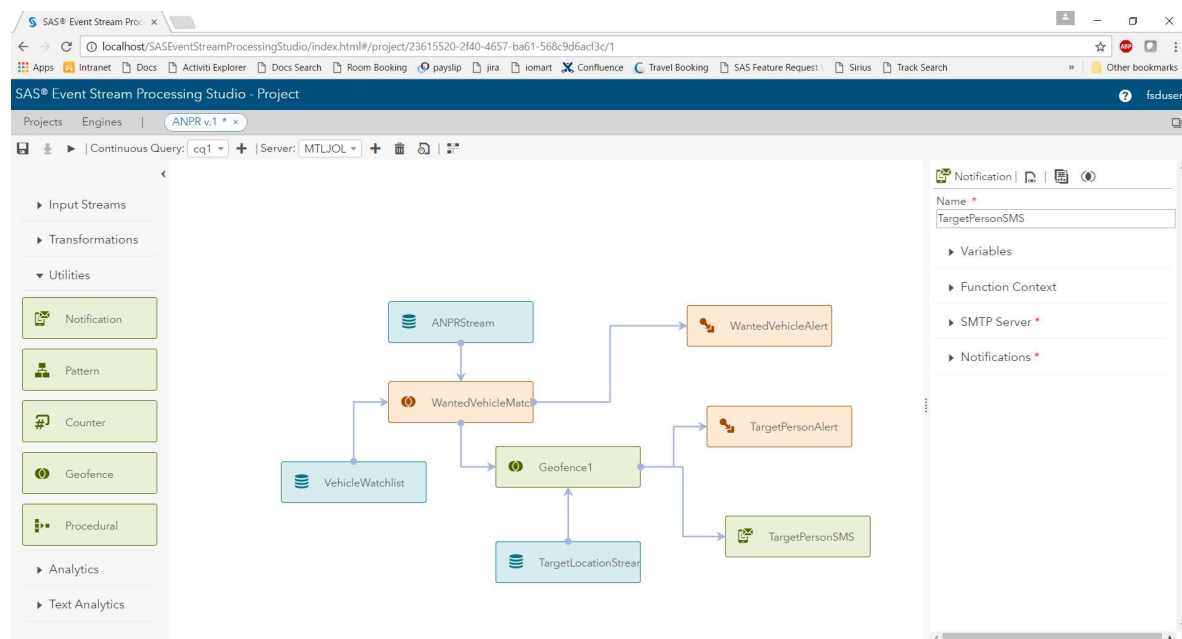 SAS® Event Stream Proc
localhost/SASEventStreamProcessingStudio/index.html#/project/23615520-2f40-4657-ba61-568c9d6acf3c/1
ABP
Apps Intranet Docs Activiti Explorer Docs Search Room Booking payslip jira iomart Confluence Travel Booking SAS Feature Request Sirius Track Search » Other bookmarks
SAS® Event Stream Processing Studio - Project
? fsduser
Projects Engines | ANPR v.1 * ×
Continuous Query: cq1 Server: MTLJOL
Input Streams
Transformations
Utilities
Notification
Pattern
Counter
Geofence
Procedural
Analytics
Text Analytics
ANPRStream
WantedVehicleAlert
WantedVehicleMatc
TargetPersonAlert
Geofence1
VehicleWatchlist
TargetPersonSMS
TargetLocationStrear
Notification
Name *
TargetPersonSMS
Variables
Function Context
SMTP Server *
Notifications *